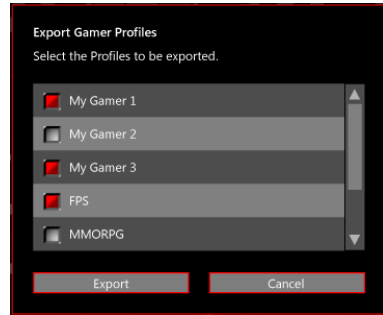 Export Gamer Profiles
Select the Profiles to be exported.
My Gamer 1
My Gamer 2
My Gamer 3
FPS
MMORPG
Export
Cancel